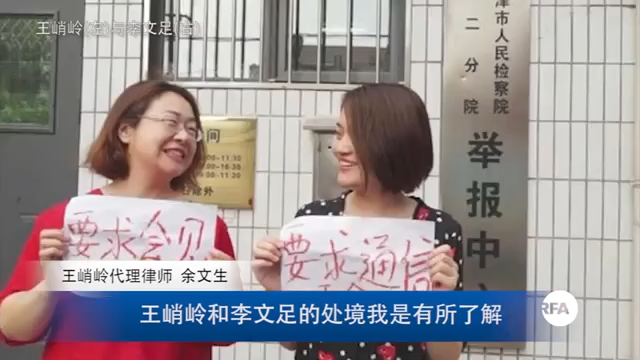 王峭岭(左)与李文足(右)
津市人民检察院
二分院
举报中
间
要求会见
要求通信
王峭岭代理律师 余文生
王峭岭和李文足的处境我是有所了解
RFA